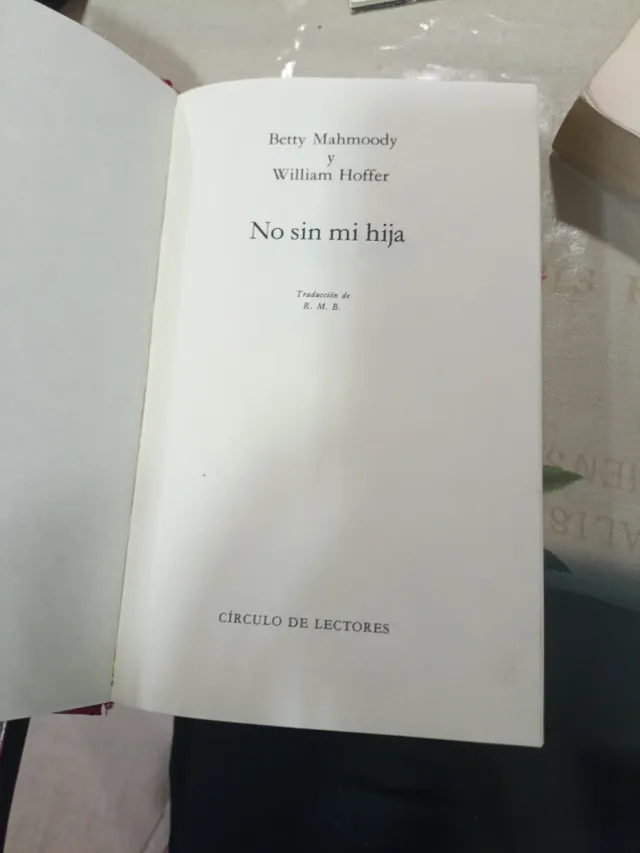 Betty Mahmoody
y
William Hoffer
No sin mi hija
Traducción de
R. M. B.
CÍRCULO DE LECTORES